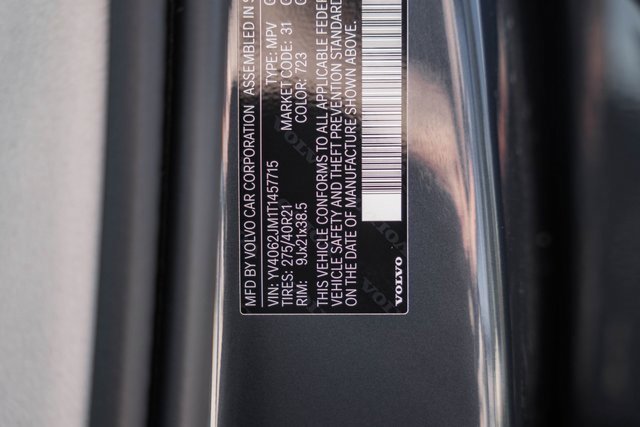 MFD BY VOLVO CAR CORPORATION ASSEMBLED IN S
VIN: YV4062JM1T1457715 TYPE: MPV
TIRES: 275/40R21 MARKET CODE: 31
RIM: 9Jx21x38.5 COLOR: 723
THIS VEHICLE CONFORMS TO ALL APPLICABLE FEDER
VEHICLE SAFETY AND THEFT PREVENTION STANDAR
ON THE DATE OF MANUFACTURE SHOWN ABOVE.
VOLVO